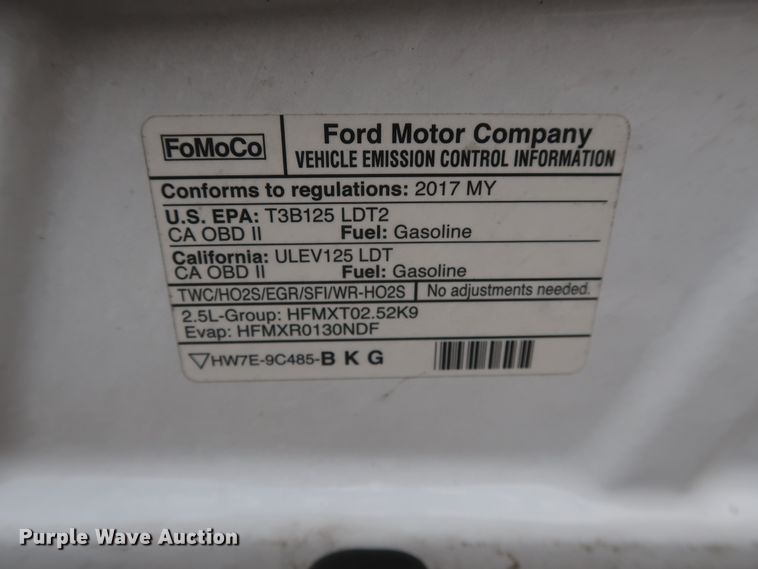 FoMoCo
Ford Motor Company
VEHICLE EMISSION CONTROL INFORMATION
Conforms to regulations: 2017 MY
U.S. EPA: T3B125 LDT2
CA OBD II Fuel: Gasoline
California: ULEV125 LDT
CA OBD II Fuel: Gasoline
TWC/HO2S/EGR/SFI/WR-HO2S No adjustments needed.
2.5L-Group: HFMXT02.52K9
Evap: HFMXR0130NDF
HW7E-9C485-B K G
Purple Wave Auction